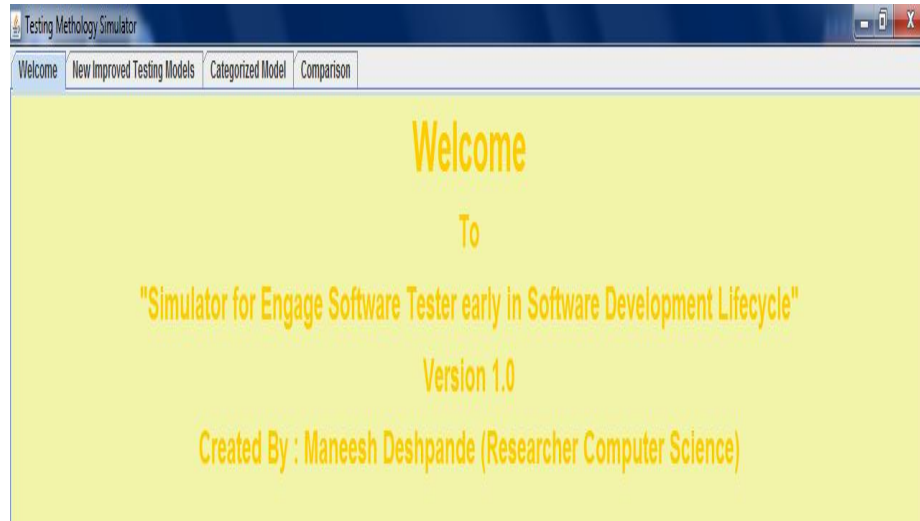 Testing Methology Simulator
Welcome New Improved Testing Models Categorized Model Comparison
Welcome
To
"Simulator for Engage Software Tester early in Software Development Lifecycle"
Version 1.0
Created By : Maneesh Deshpande (Researcher Computer Science)